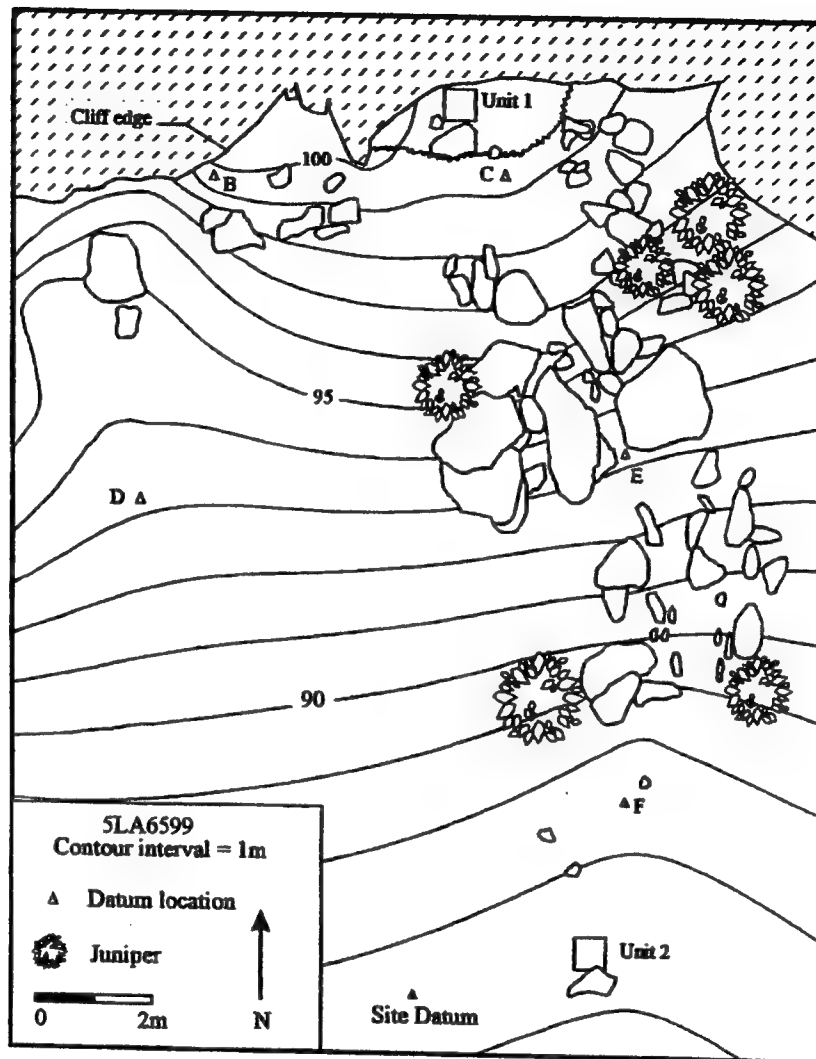 Unit 1
Cliff edge
100
B
C
95
E
D
90
F
5LA6599
Contour interval = 1m
Datum location
Juniper
Unit 2
0 2m
N
Site Datum